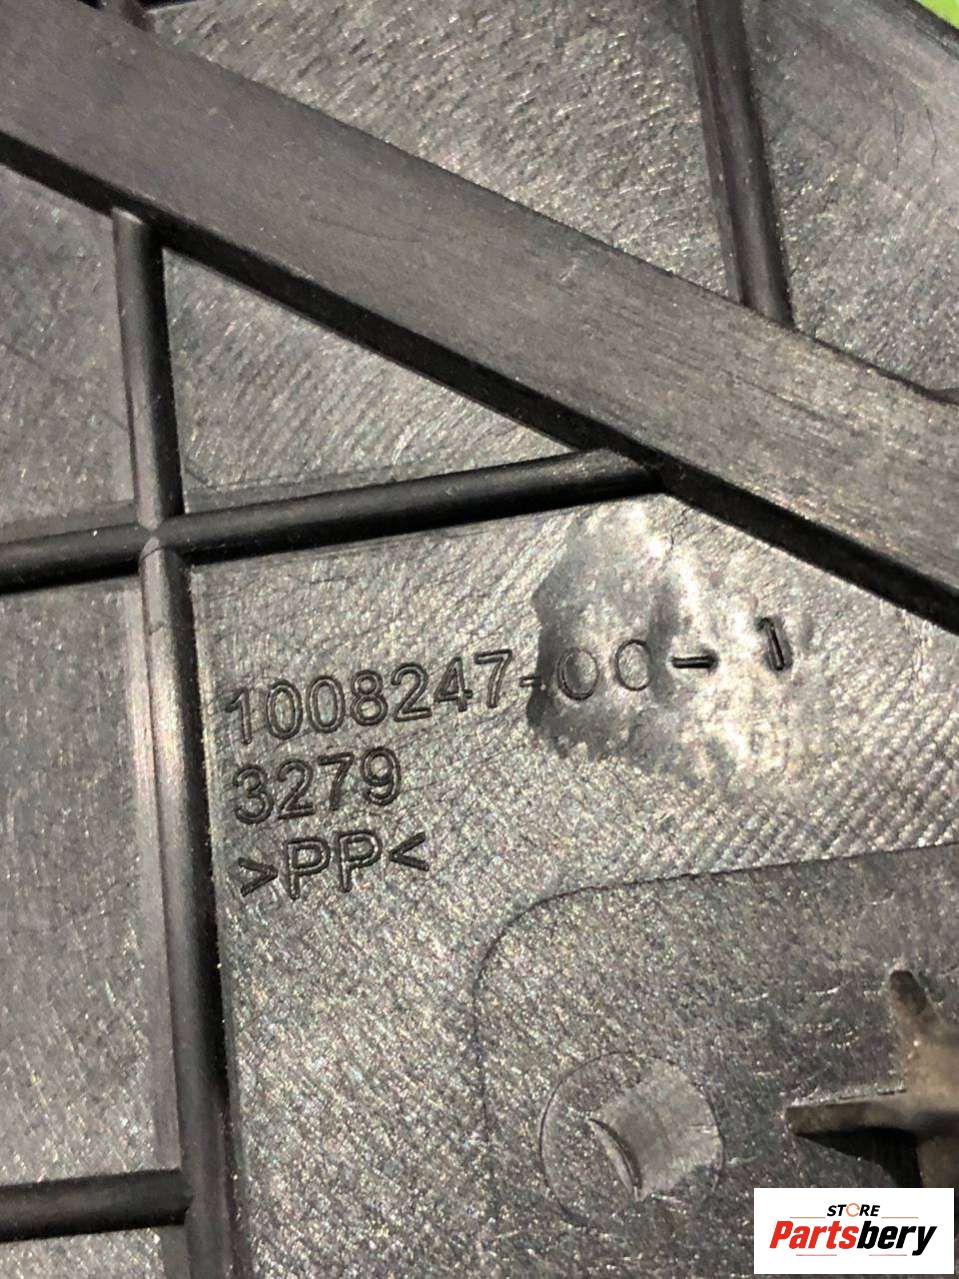 1008247-00-1
3279
>PP<
STORE
Partsbery